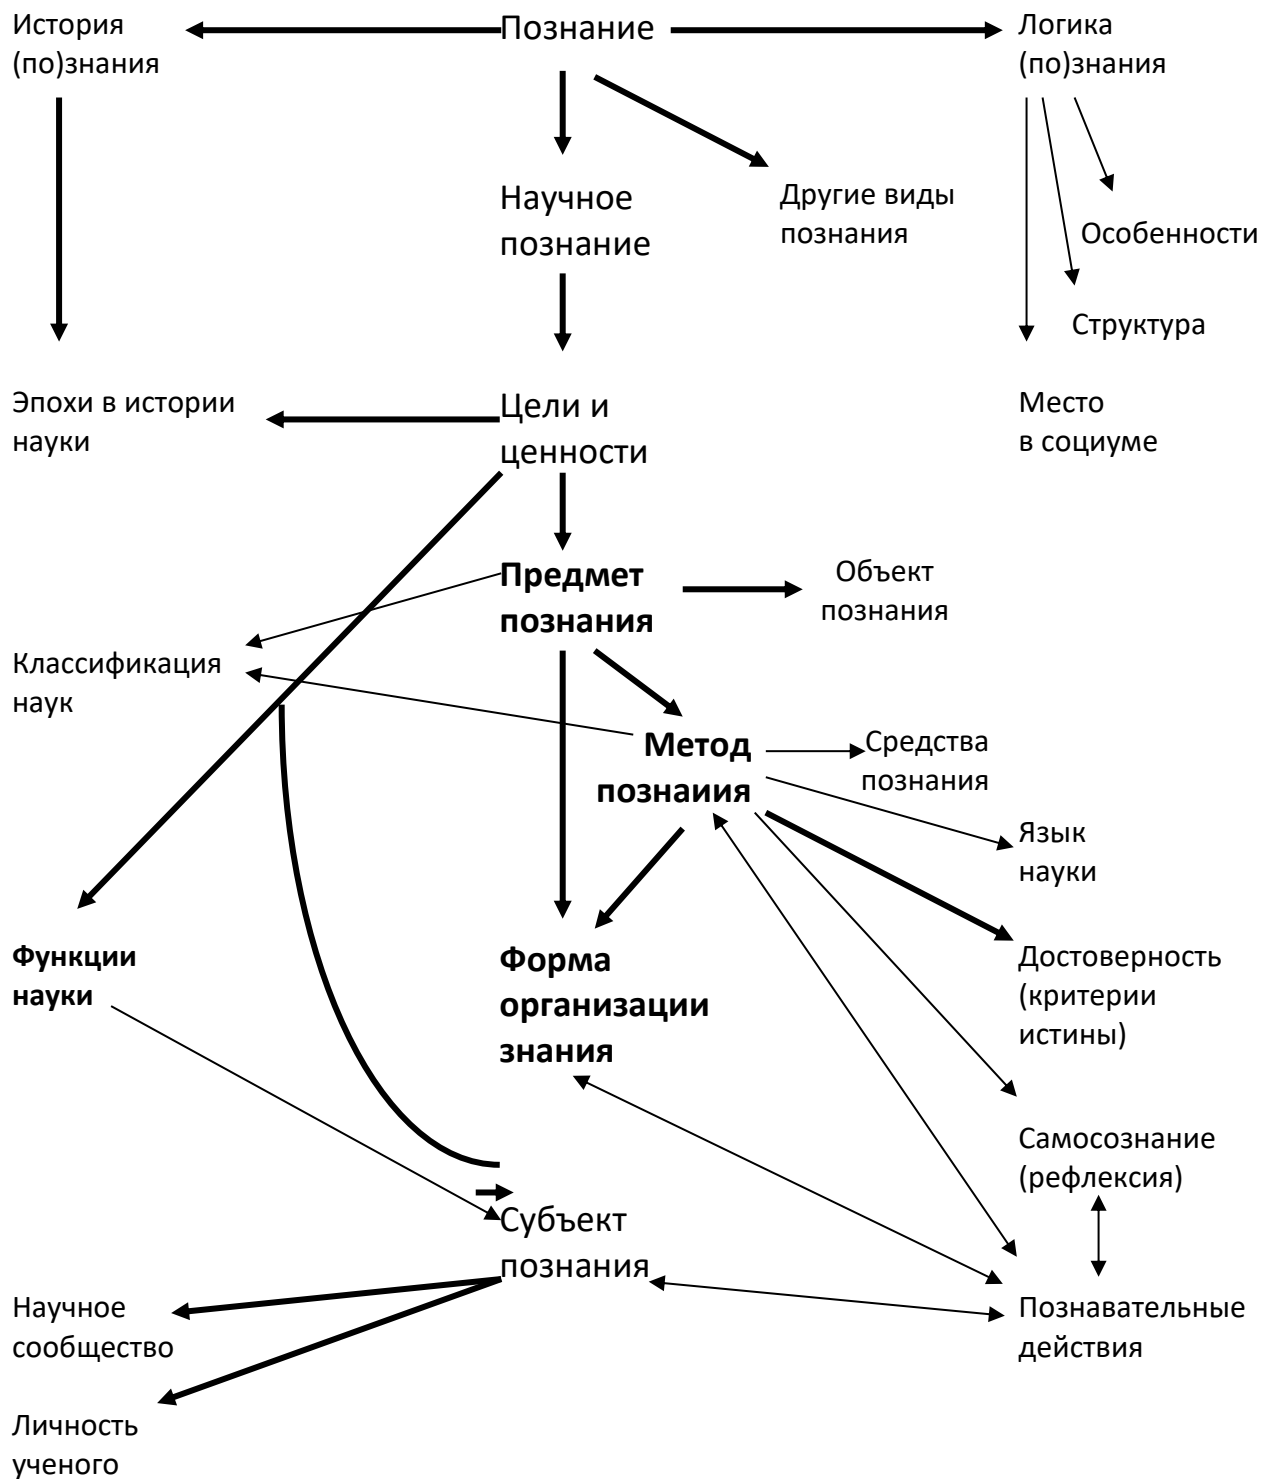 История
(по)знания
Познание
Логика
(по)знания
Научное
познание
Другие виды
познания
Особенности
Структура
Эпохи в истории
науки
Цели и
ценности
Место
в социуме
Предмет
познания
Объект
познания
Классификация
наук
Метод
познаиия
Средства
познания
Язык
науки
Функции
науки
Форма
организации
знания
Достоверность
(критерии
истины)
Самосознание
(рефлексия)
Субъект
познания
Научное
сообщество
Познавательные
действия
Личность
ученого